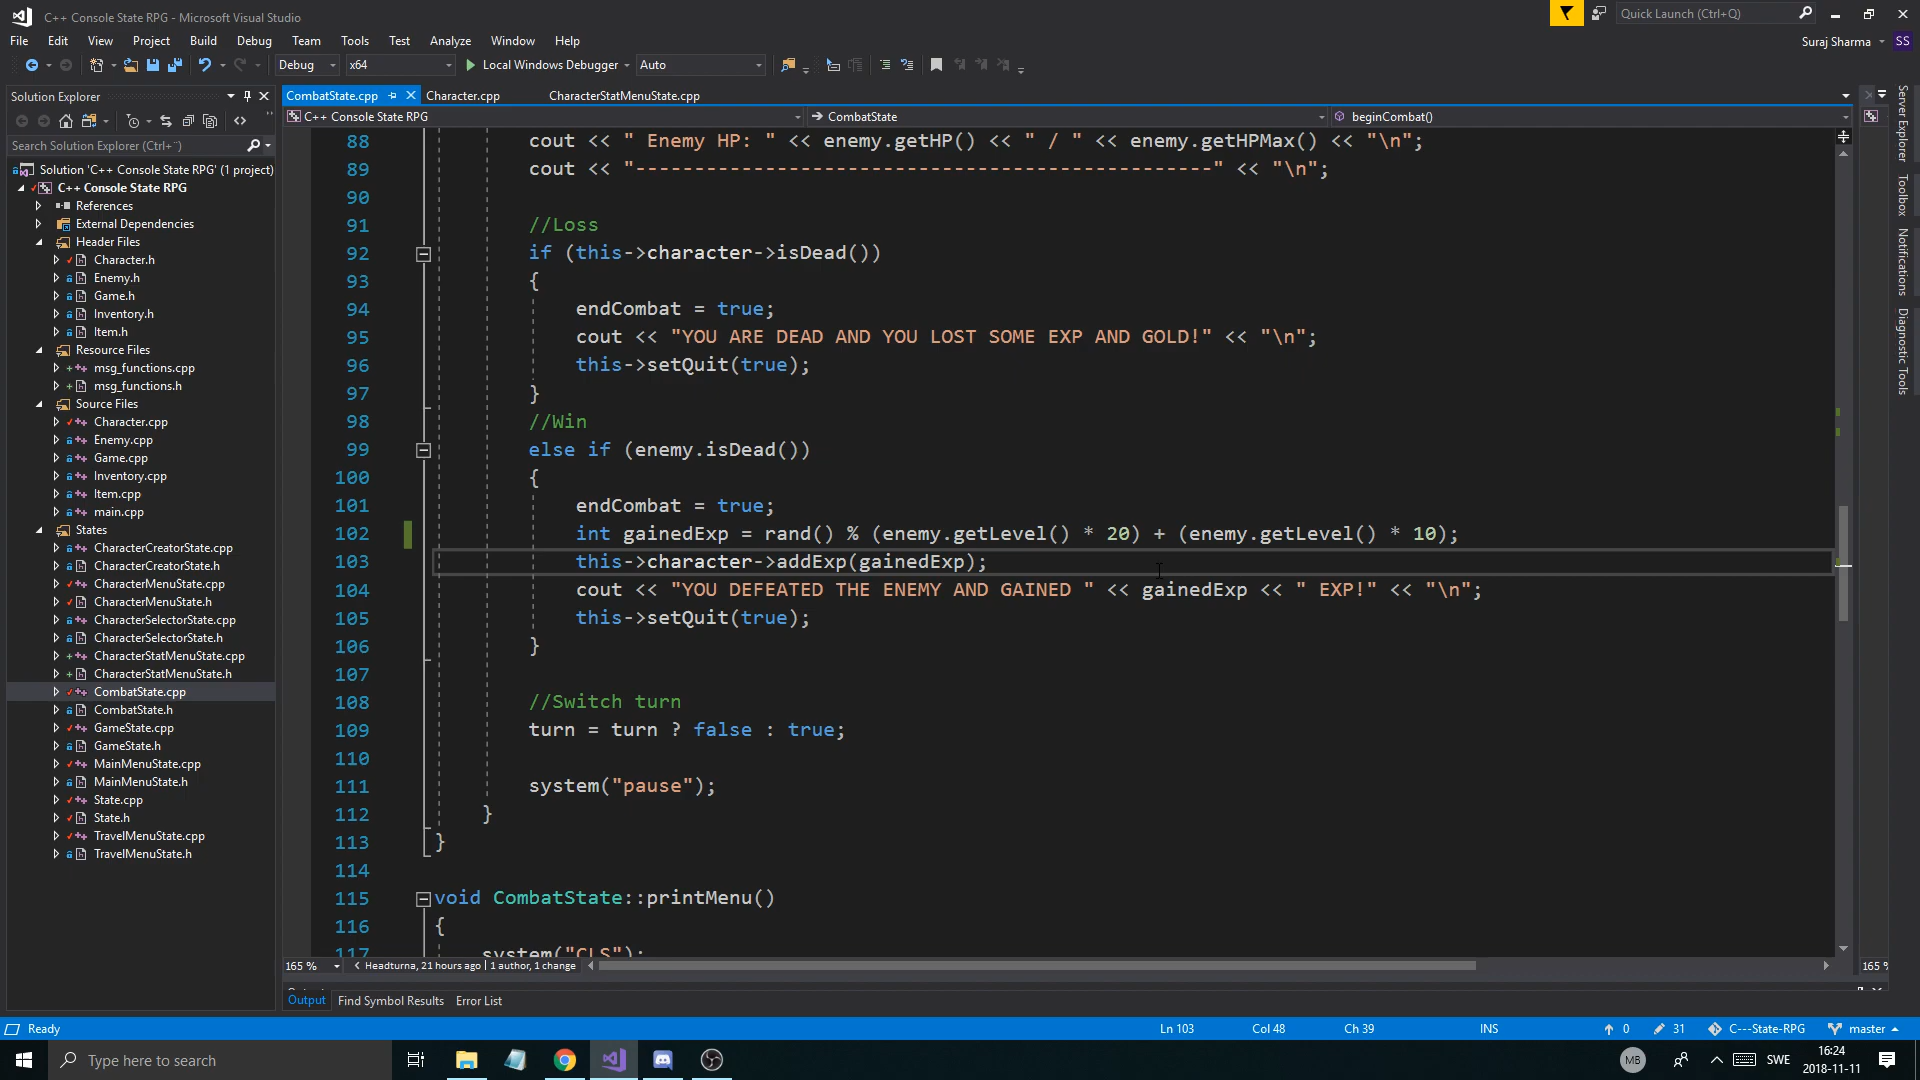 C++ Console State RPG - Microsoft Visual Studio
Quick Launch (Ctrl+Q)
File Edit View Project Build Debug Team Tools Test Analyze Window Help
Suraj Sharma SS
Debug x64 Local Windows Debugger Auto
Solution Explorer
CombatState.cpp Character.cpp CharacterStatMenuState.cpp
C++ Console State RPG CombatState beginCombat()
Search Solution Explorer (Ctrl+¨)
Solution 'C++ Console State RPG' (1 project)
C++ Console State RPG
References
External Dependencies
Header Files
Character.h
Enemy.h
Game.h
Inventory.h
Item.h
Resource Files
msg_functions.cpp
msg_functions.h
Source Files
Character.cpp
Enemy.cpp
Game.cpp
Inventory.cpp
Item.cpp
main.cpp
States
CharacterCreatorState.cpp
CharacterCreatorState.h
CharacterMenuState.cpp
CharacterMenuState.h
CharacterSelectorState.cpp
CharacterSelectorState.h
CharacterStatMenuState.cpp
CharacterStatMenuState.h
CombatState.cpp
CombatState.h
GameState.cpp
GameState.h
MainMenuState.cpp
MainMenuState.h
State.cpp
State.h
TravelMenuState.cpp
TravelMenuState.h
88 cout << " Enemy HP: " << enemy.getHP() << " / " << enemy.getHPMax() << "\n";
89 cout << "-------------------------------------------------" << "\n";
90
91 //Loss
92 if (this->character->isDead())
93 {
94 endCombat = true;
95 cout << "YOU ARE DEAD AND YOU LOST SOME EXP AND GOLD!" << "\n";
96 this->setQuit(true);
97 }
98 //Win
99 else if (enemy.isDead())
100 {
101 endCombat = true;
102 int gainedExp = rand() % (enemy.getLevel() * 20) + (enemy.getLevel() * 10);
103 this->character->addExp(gainedExp);
104 cout << "YOU DEFEATED THE ENEMY AND GAINED " << gainedExp << " EXP!" << "\n";
105 this->setQuit(true);
106 }
107
108 //Switch turn
109 turn = turn ? false : true;
110
111 system("pause");
112 }
113 }
114
115 void CombatState::printMenu()
116 {
117 system("CLS");
165 % Headturna, 21 hours ago | 1 author, 1 change
165 %
Server Explorer
Toolbox
Notifications
Diagnostic Tools
Output Find Symbol Results Error List
Ready Ln 103 Col 48 Ch 39 INS 0 31 C---State-RPG master
Type here to search
MB SWE 16:24
2018-11-11